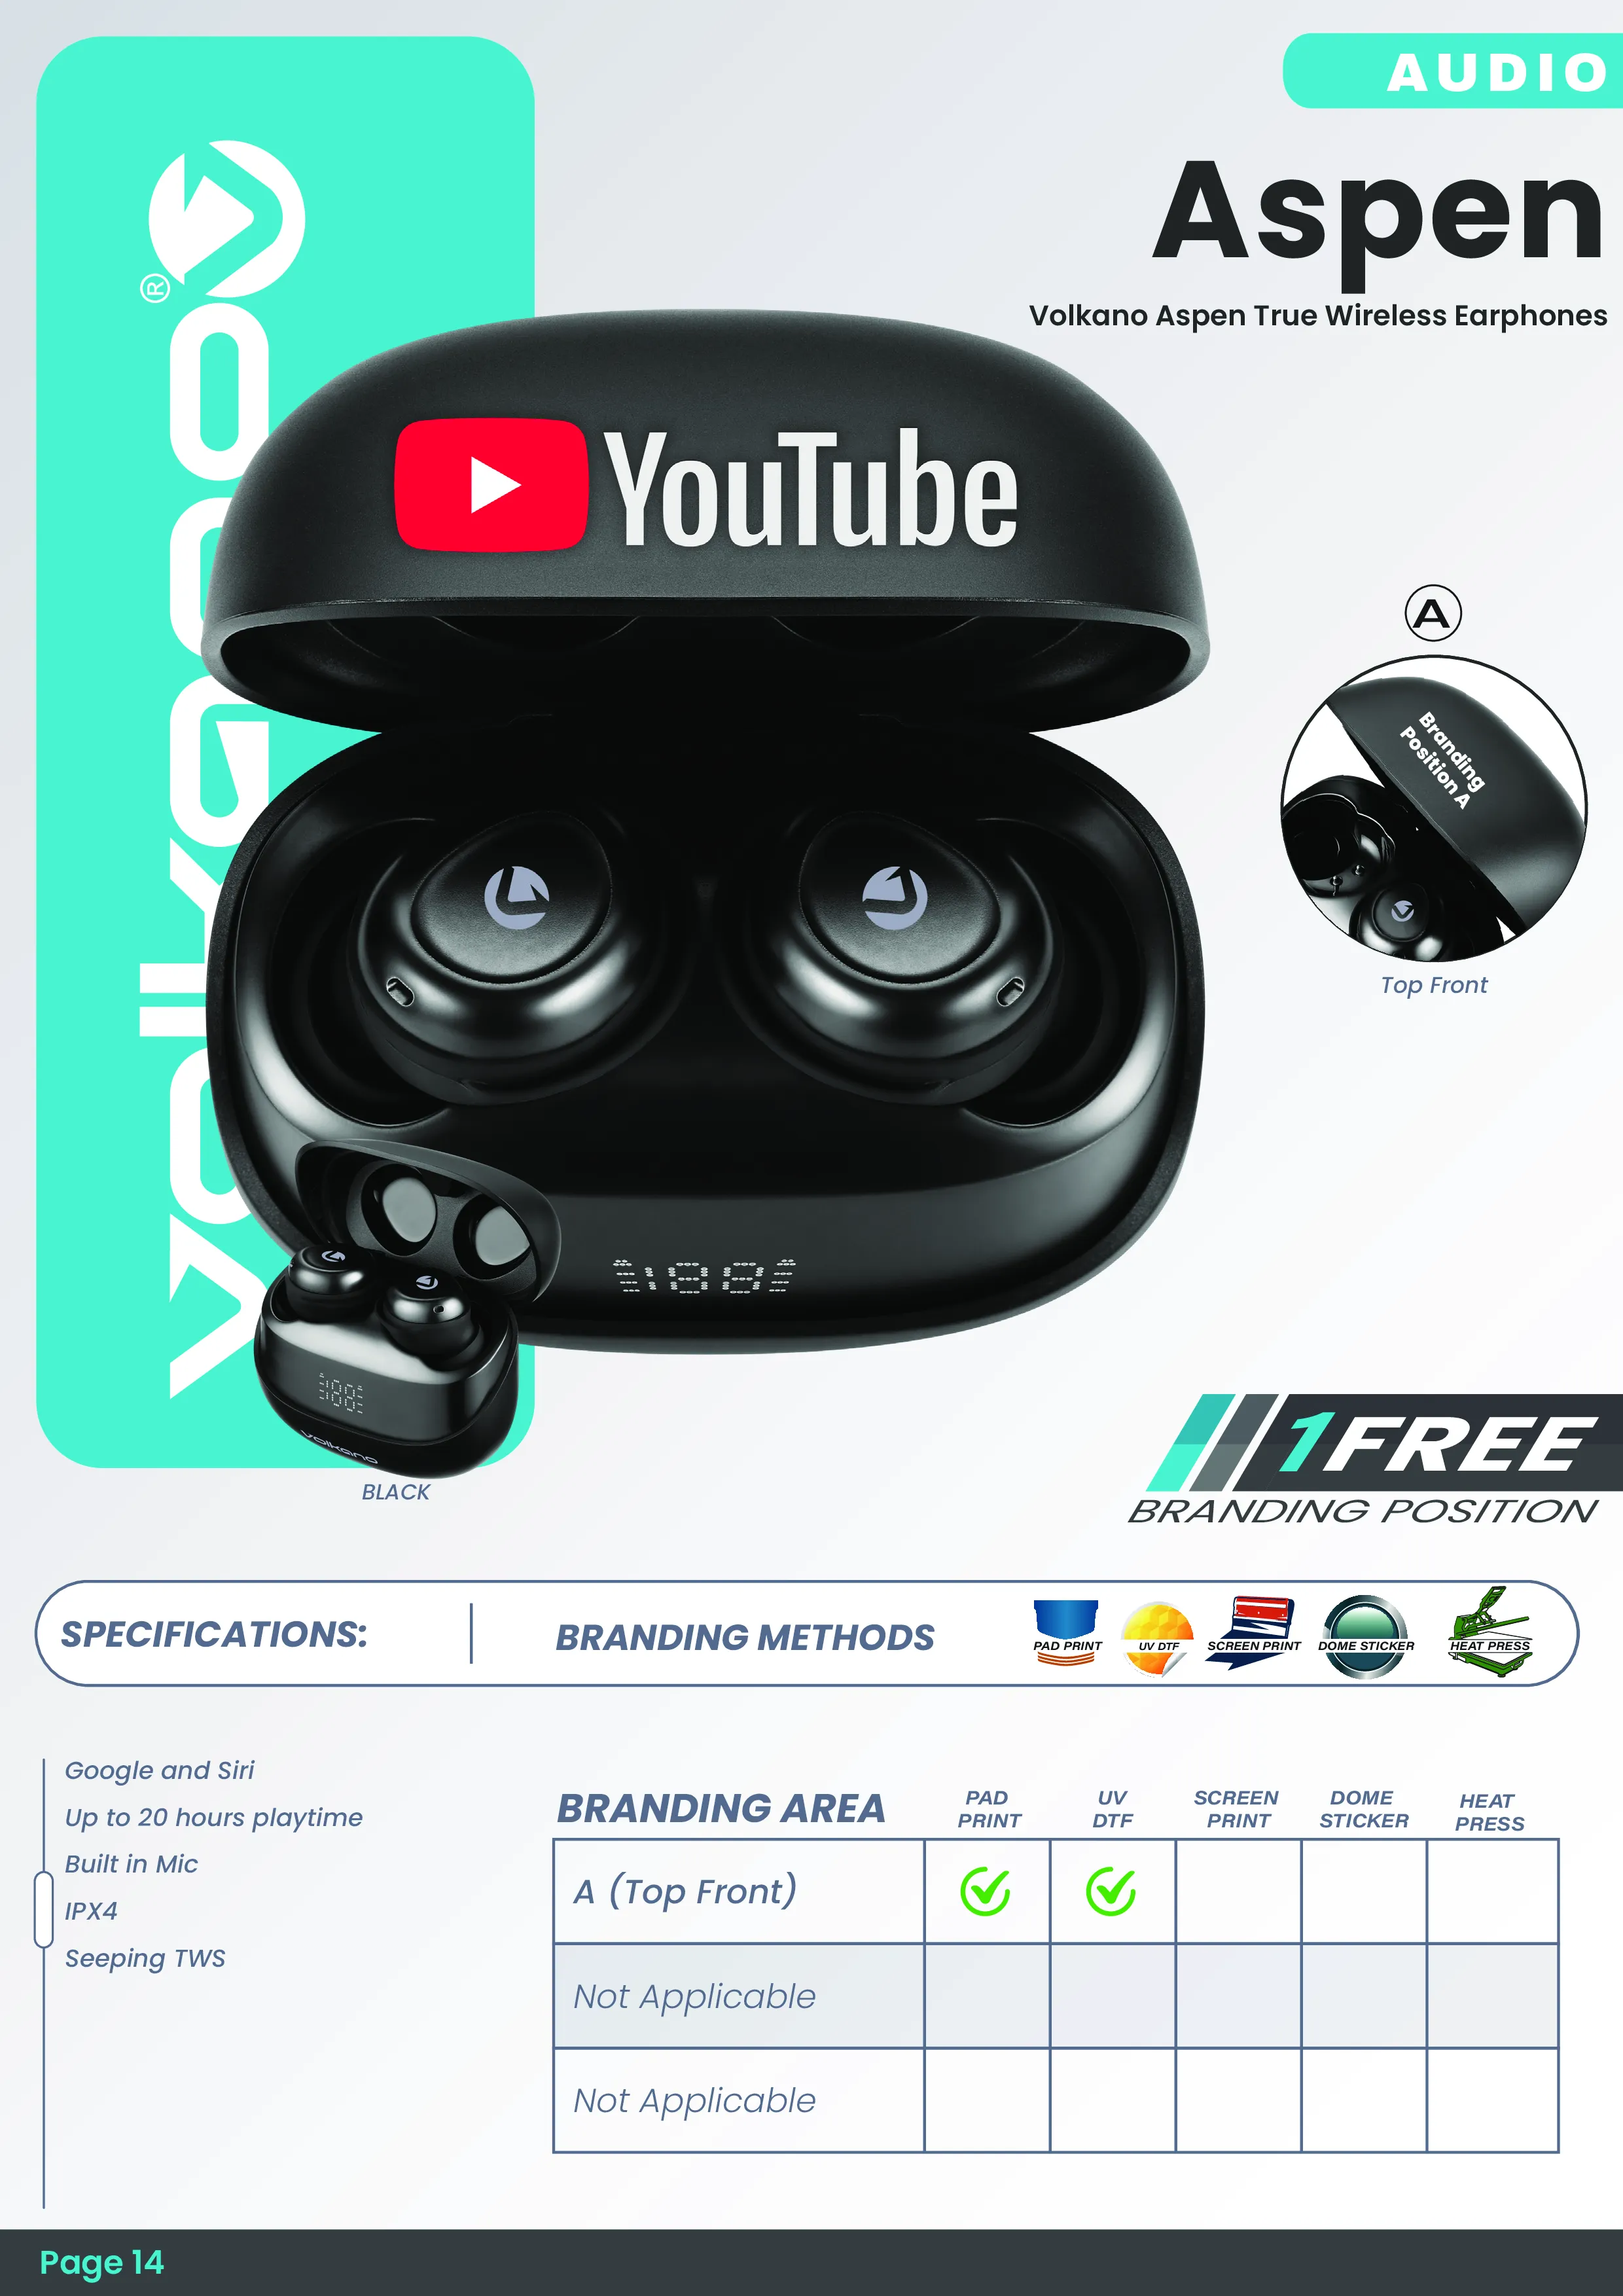 AUDIO
Aspen
Volkano Aspen True Wireless Earphones
volkano®
YouTube
A
Branding
Position A
Top Front
188
188
volkano
BLACK
1FREE
BRANDING POSITION
SPECIFICATIONS:
BRANDING METHODS
PAD PRINT
UV DTF
SCREEN PRINT
DOME STICKER
HEAT PRESS
Google and Siri
Up to 20 hours playtime
Built in Mic
IPX4
Seeping TWS
BRANDING AREA
PAD PRINT
UV DTF
SCREEN PRINT
DOME STICKER
HEAT PRESS
A (Top Front)
Not Applicable
Not Applicable
Page 14